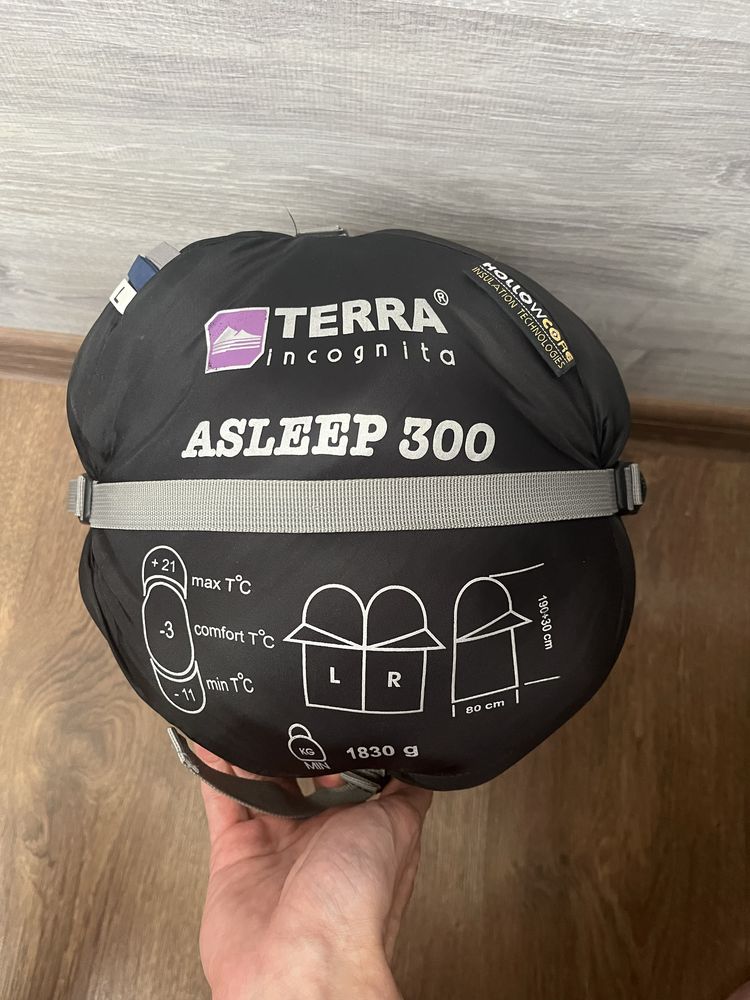 L
HOLLOWCORE
INSULATION TECHNOLOGIES
TERRA®
incognita
ASLEEP 300
+ 21
max T°C
-3
comfort T°C
- 11
min T°C
L R
190+30 cm
80 cm
KG
MIN
1830 g